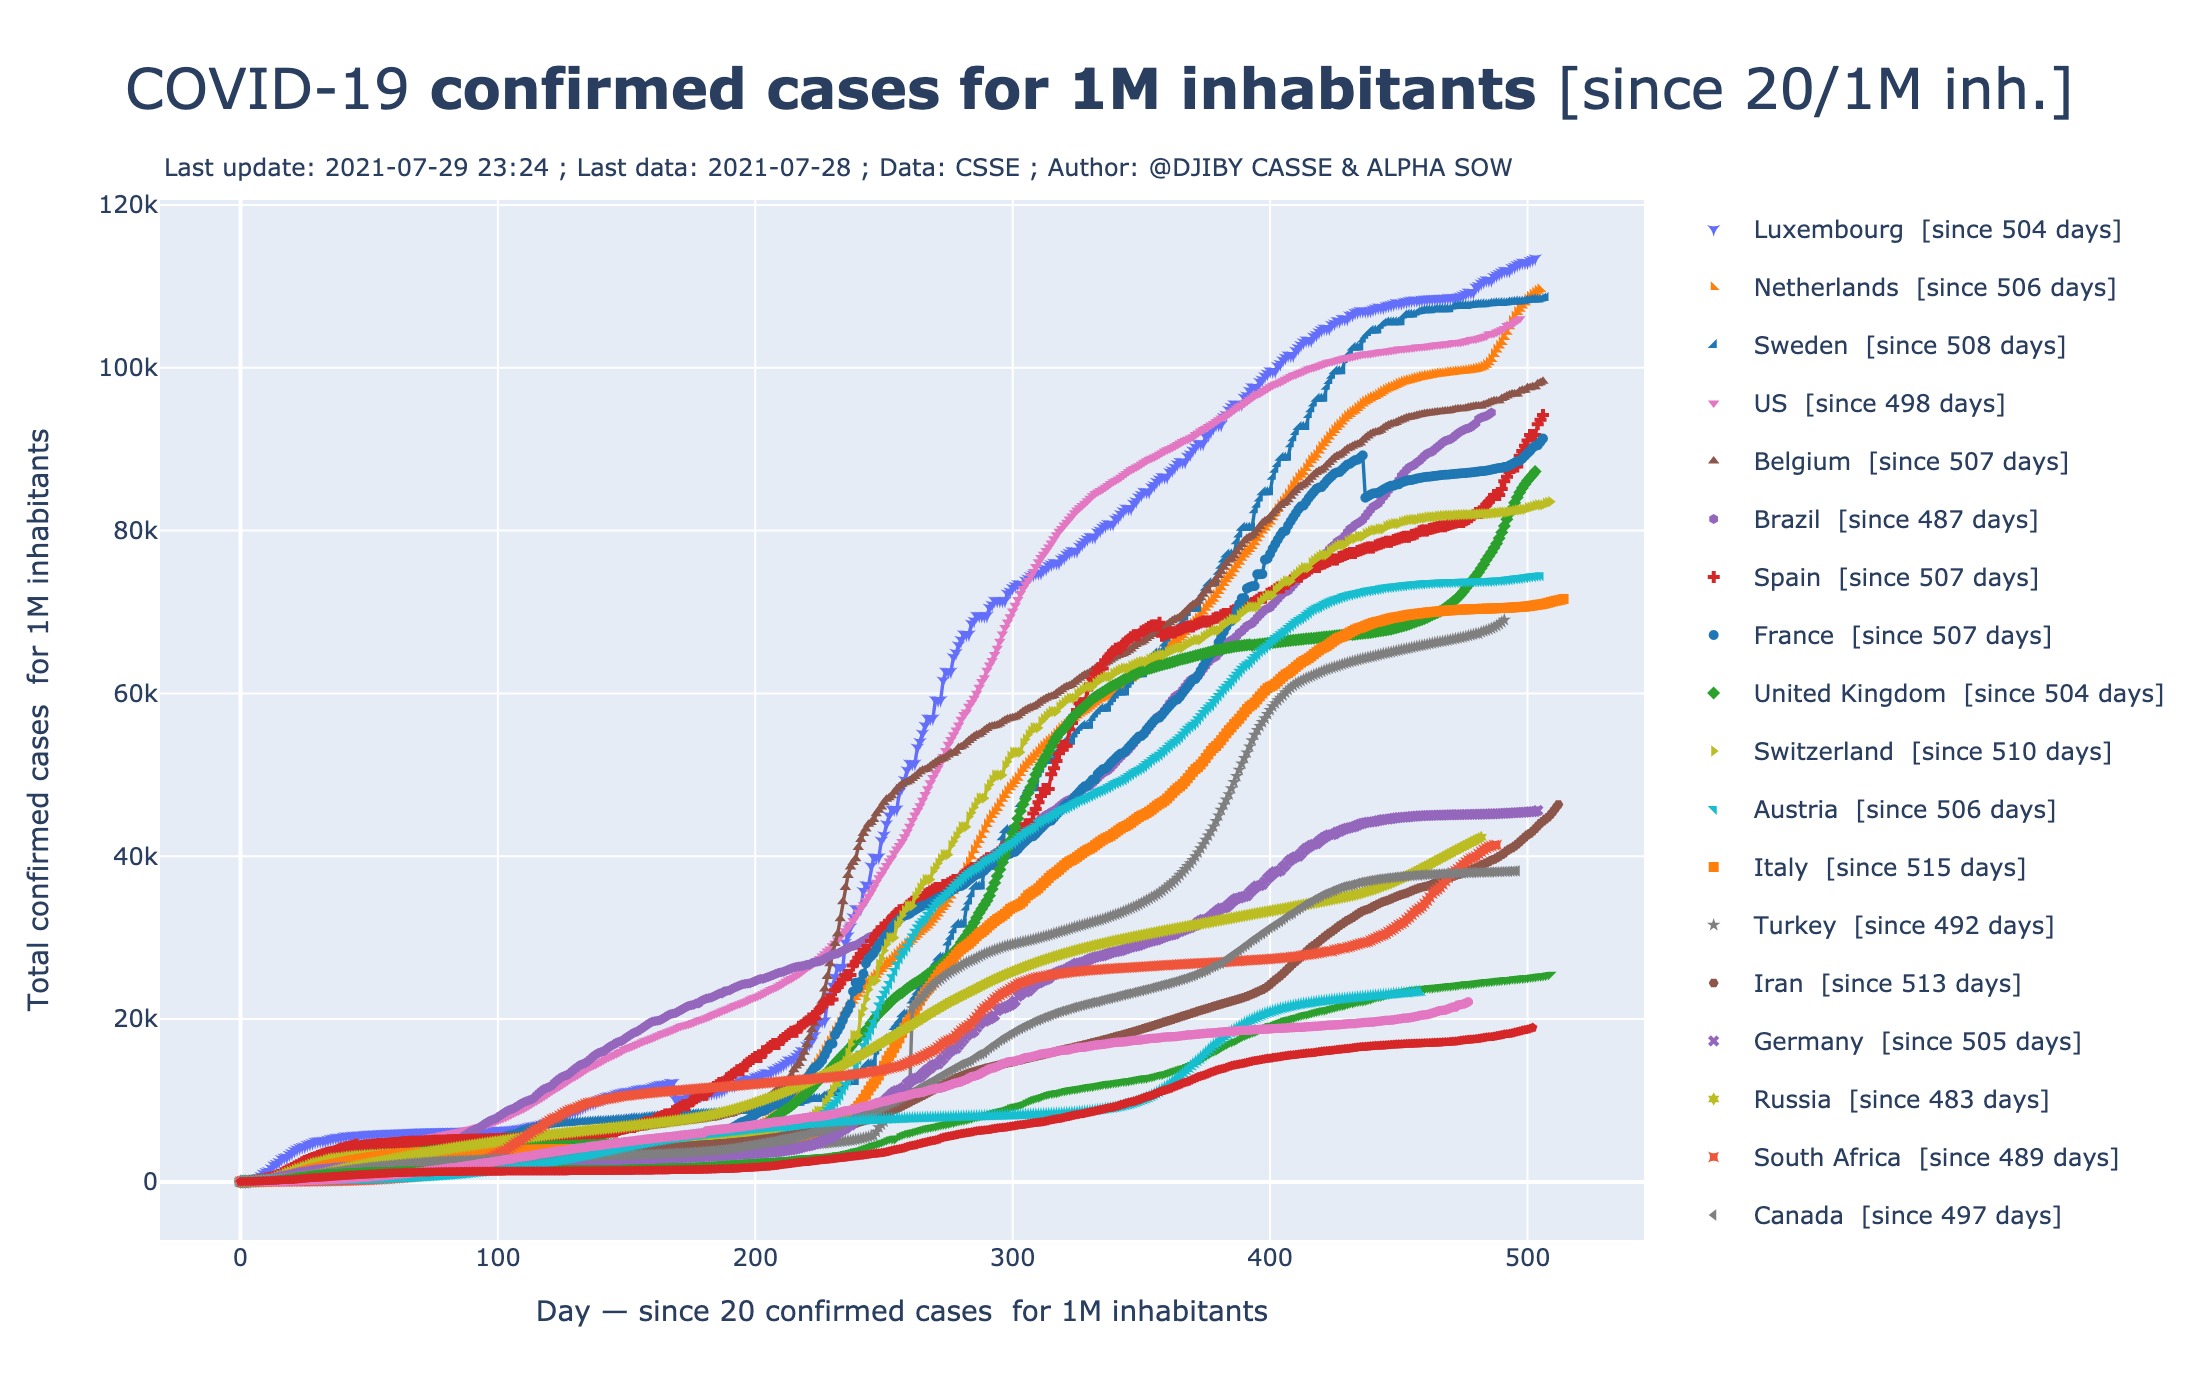 COVID-19 confirmed cases for 1M inhabitants [since 20/1M inh.]
Last update: 2021-07-29 23:24 ; Last data: 2021-07-28 ; Data: CSSE ; Author: @DJIBY CASSE & ALPHA SOW
Total confirmed cases  for 1M inhabitants
120k
100k
80k
60k
40k
20k
0
0 100 200 300 400 500
Day — since 20 confirmed cases  for 1M inhabitants
Luxembourg  [since 504 days]
Netherlands  [since 506 days]
Sweden  [since 508 days]
US  [since 498 days]
Belgium  [since 507 days]
Brazil  [since 487 days]
Spain  [since 507 days]
France  [since 507 days]
United Kingdom  [since 504 days]
Switzerland  [since 510 days]
Austria  [since 506 days]
Italy  [since 515 days]
Turkey  [since 492 days]
Iran  [since 513 days]
Germany  [since 505 days]
Russia  [since 483 days]
South Africa  [since 489 days]
Canada  [since 497 days]